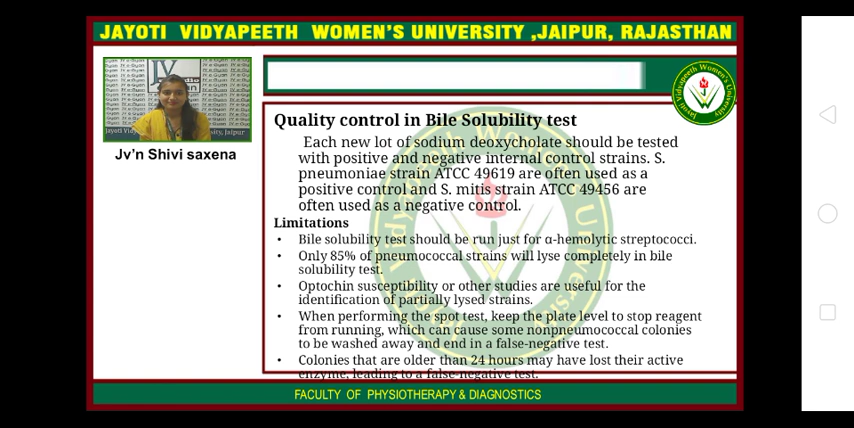 JAYOTI VIDYAPEETH WOMEN'S UNIVERSITY ,JAIPUR, RAJASTHAN
Jv'n Shivi saxena
Quality control in Bile Solubility test
Each new lot of sodium deoxycholate should be tested
with positive and negative internal control strains. S.
pneumoniae strain ATCC 49619 are often used as a
positive control and S. mitis strain ATCC 49456 are
often used as a negative control.
Limitations
• Bile solubility test should be run just for α-hemolytic streptococci.
• Only 85% of pneumococcal strains will lyse completely in bile
solubility test.
• Optochin susceptibility or other studies are useful for the
identification of partially lysed strains.
• When performing the spot test, keep the plate level to stop reagent
from running, which can cause some nonpneumococcal colonies
to be washed away and end in a false-negative test.
• Colonies that are older than 24 hours may have lost their active
enzyme, leading to a false-negative test.
FACULTY OF PHYSIOTHERAPY & DIAGNOSTICS
Jayoti Vidyapeeth Women's University